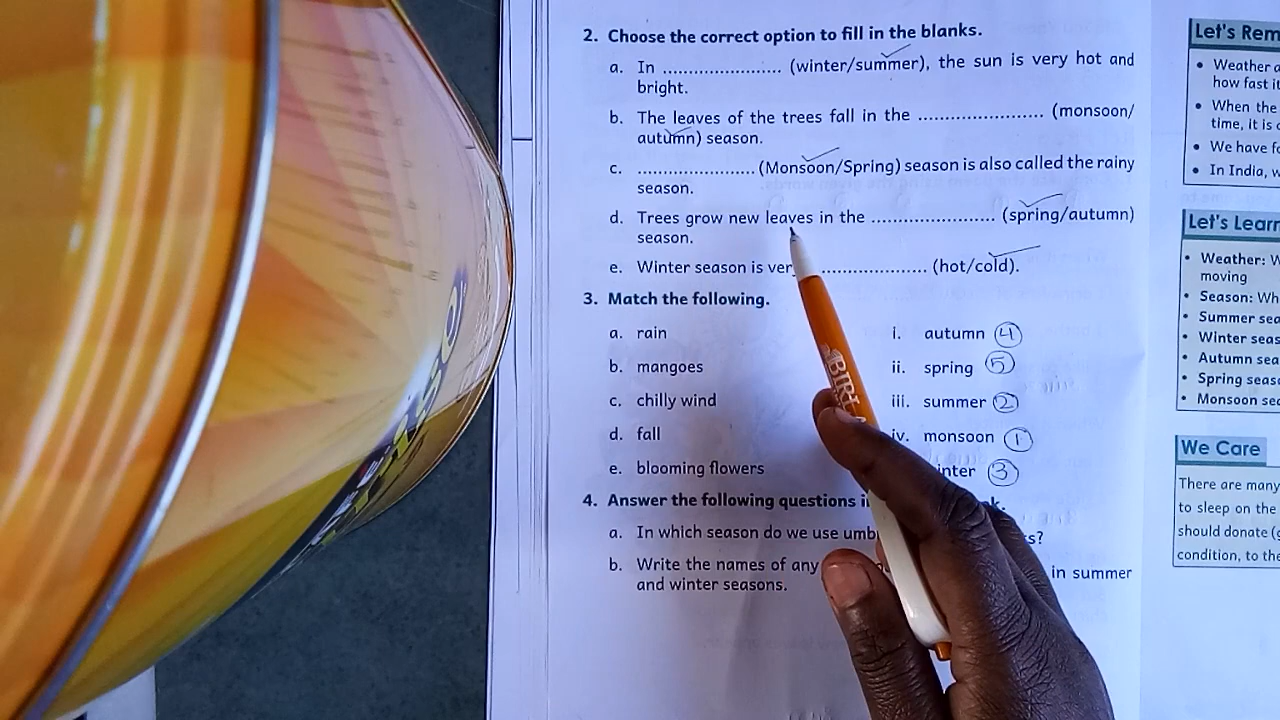 2. Choose the correct option to fill in the blanks.
a. In ...................... (winter/summer), the sun is very hot and
bright.
b. The leaves of the trees fall in the ...................... (monsoon/
autumn) season.
c. ...................... (Monsoon/Spring) season is also called the rainy
season.
d. Trees grow new leaves in the ...................... (spring/autumn)
season.
e. Winter season is very .................... (hot/cold).
3. Match the following.
a. rain i. autumn 4
b. mangoes ii. spring 5
c. chilly wind iii. summer 2
d. fall iv. monsoon 1
e. blooming flowers inter 3
4. Answer the following questions
a. In which season do we use umb s?
b. Write the names of any in summer
and winter seasons.
Let's Rem
• Weather
how fast it
• When the
time, it is
• We have fo
• In India, w
Let's Learn
• Weather: W
moving
• Season: Wh
• Summer sea
• Winter seas
• Autumn sea
• Spring seaso
• Monsoon sea
We Care
There are many
to sleep on the
should donate (g
condition, to the
BIRLA